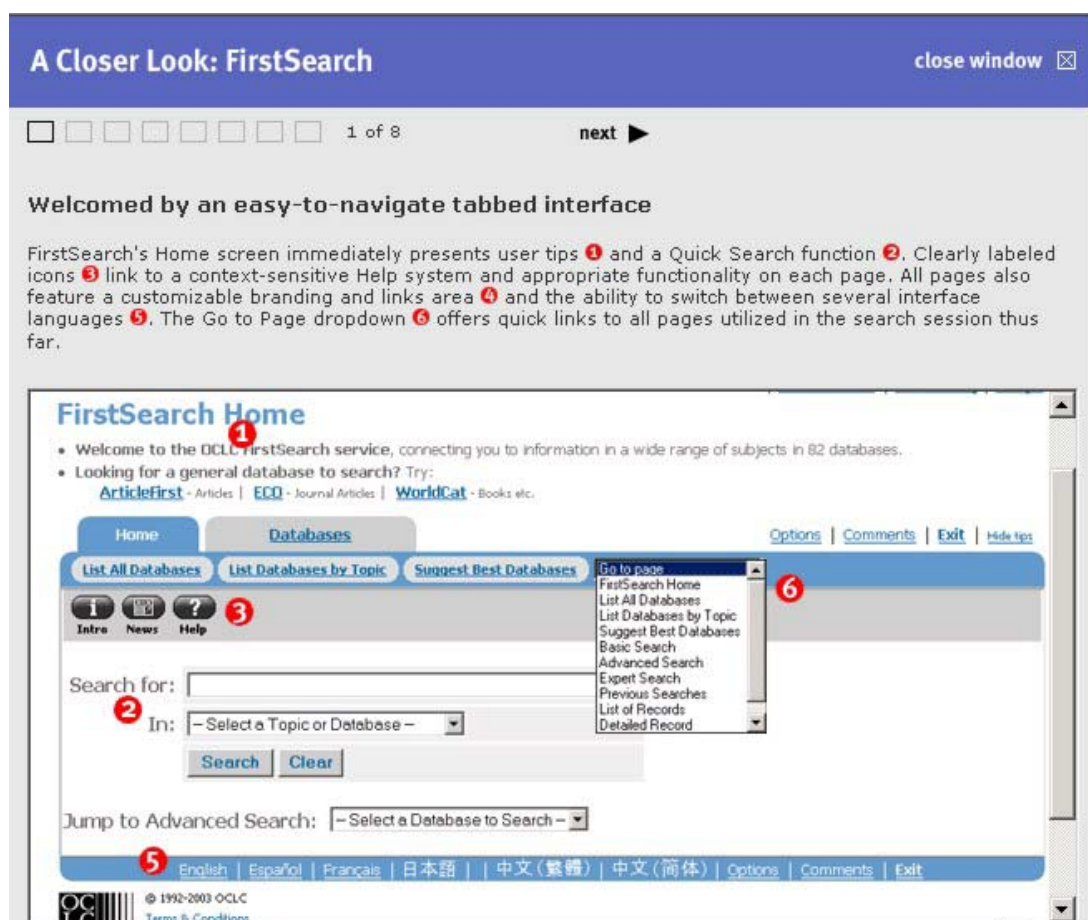 A Closer Look: FirstSearch
close window
1 of 8
next
Welcomed by an easy-to-navigate tabbed interface
FirstSearch's Home screen immediately presents user tips 1 and a Quick Search function 2. Clearly labeled
icons 3 link to a context-sensitive Help system and appropriate functionality on each page. All pages also
feature a customizable branding and links area 4 and the ability to switch between several interface
languages 5. The Go to Page dropdown 6 offers quick links to all pages utilized in the search session thus
far.
FirstSearch Home
1
• Welcome to the OCLC FirstSearch service, connecting you to information in a wide range of subjects in 82 databases.
• Looking for a general database to search? Try:
ArticleFirst - Articles | ECO - Journal Articles | WorldCat - Books etc.
Home
Databases
Options | Comments | Exit | Hide tips
List All Databases
List Databases by Topic
Suggest Best Databases
Go to page
FirstSearch Home
List All Databases
List Databases by Topic
Suggest Best Databases
Basic Search
Advanced Search
Expert Search
Previous Searches
List of Records
Detailed Record
6
Intro News Help
3
Search for:
2
In: – Select a Topic or Database –
Search Clear
Jump to Advanced Search: – Select a Database to Search –
5
English | Español | Français | 日本語 | | 中文(繁體) | 中文(简体) | Options | Comments | Exit
OC
LC
© 1992-2003 OCLC
Terms & Conditions